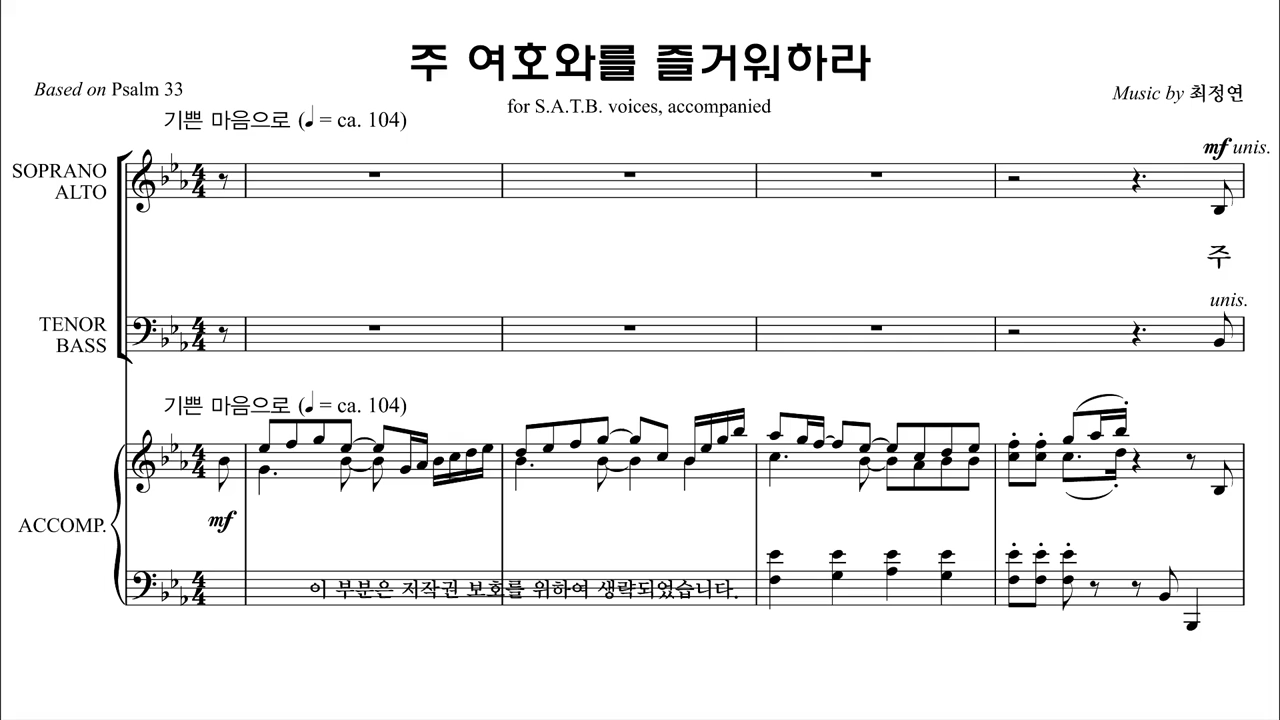 주 여호와를 즐거워하라
Based on Psalm 33
for S.A.T.B. voices, accompanied
Music by 최정연
기쁜 마음으로 (♩ = ca. 104)
mf unis.
SOPRANO
ALTO
주
unis.
TENOR
BASS
기쁜 마음으로 (♩ = ca. 104)
mf
ACCOMP.
이 부분은 저작권 보호를 위하여 생략되었습니다.